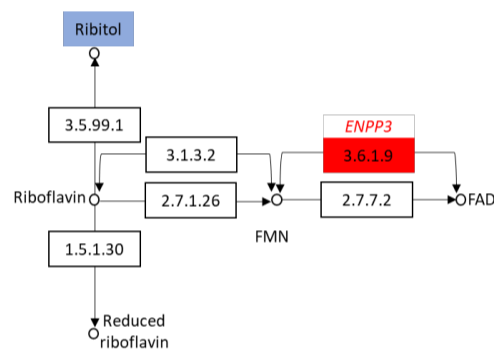 Ribitol
3.5.99.1
ENPP3
3.1.3.2
3.6.1.9
Riboflavin
2.7.1.26
2.7.7.2
FAD
FMN
1.5.1.30
Reduced
riboflavin